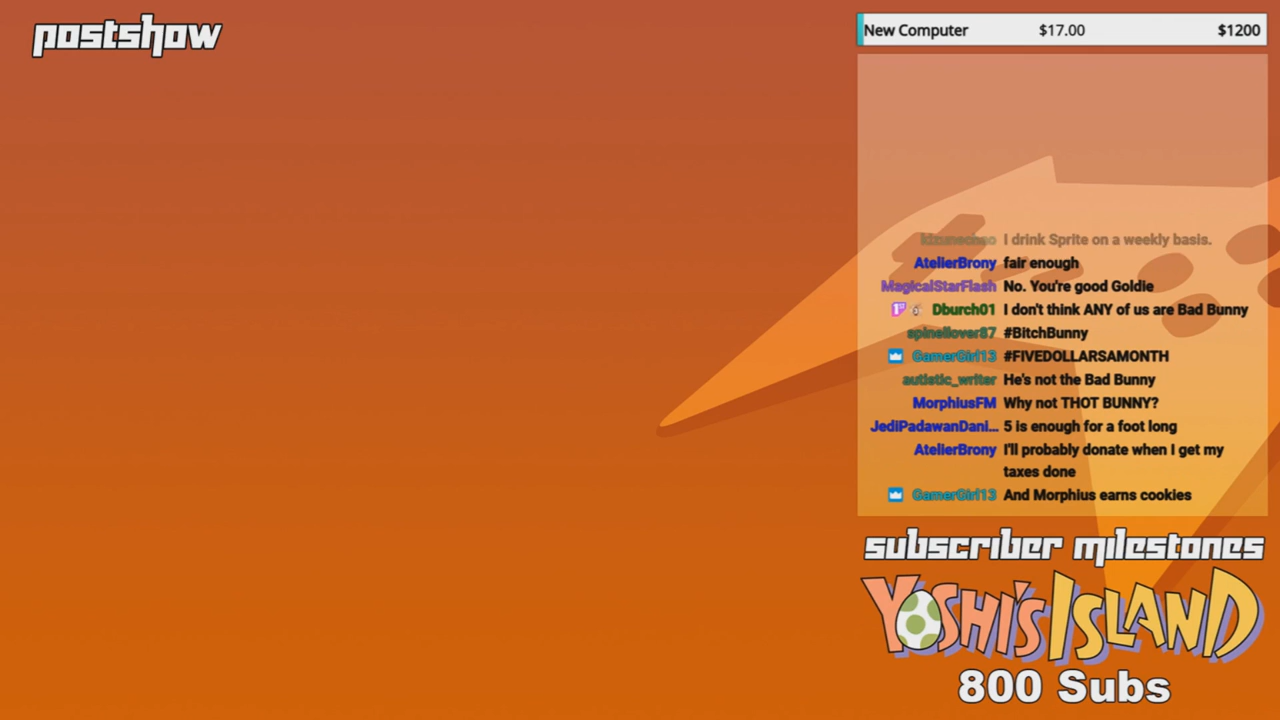 postshow
New Computer $17.00 $1200
kizunechao I drink Sprite on a weekly basis.
AtelierBrony fair enough
MagicalStarFlash No. You're good Goldie
Dburch01 I don't think ANY of us are Bad Bunny
spinellover87 #BitchBunny
GamerGirl13 #FIVEDOLLARSAMONTH
autistic_writer He's not the Bad Bunny
MorphiusFM Why not THOT BUNNY?
JediPadawanDani... 5 is enough for a foot long
AtelierBrony I'll probably donate when I get my
taxes done
GamerGirl13 And Morphius earns cookies
subscriber milestones
YOSHI'S ISLAND
800 Subs